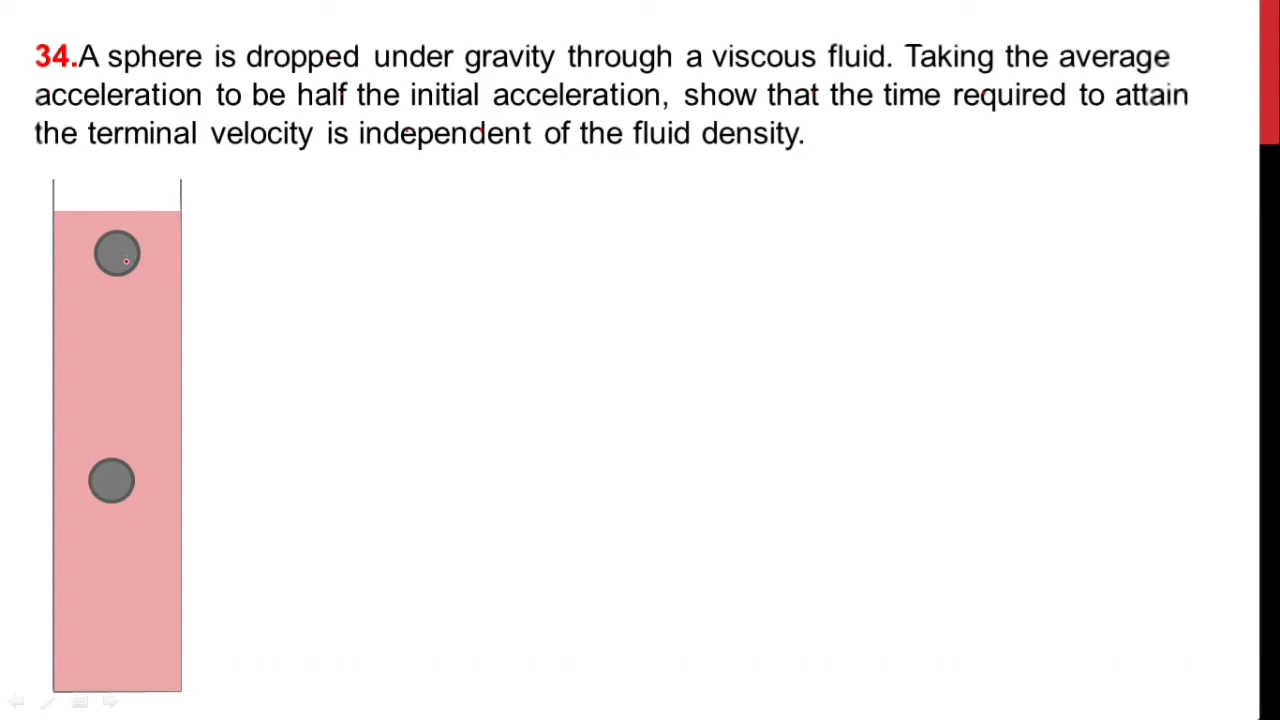 34.A sphere is dropped under gravity through a viscous fluid. Taking the average
acceleration to be half the initial acceleration, show that the time required to attain
the terminal velocity is independent of the fluid density.